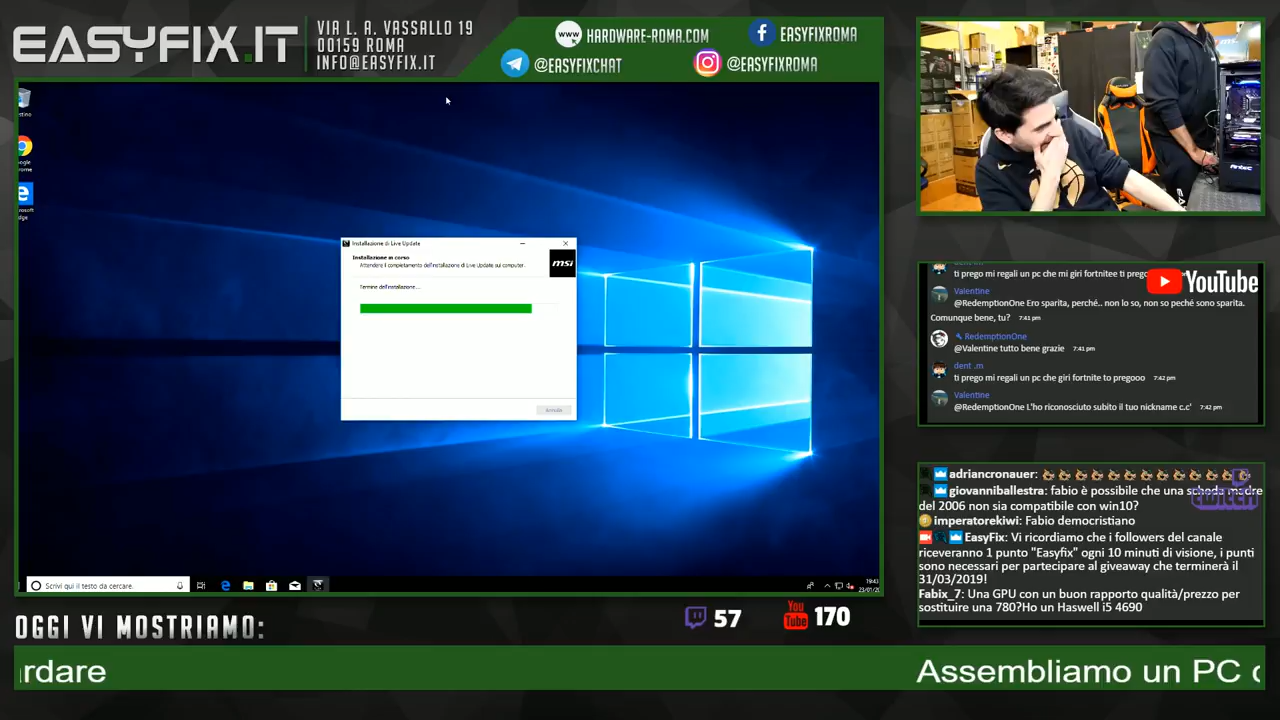 EASYFIX.IT
VIA L. A. VASSALLO 19
00159 ROMA
INFO@EASYFIX.IT
WWW
HARDWARE-ROMA.COM
EASYFIXROMA
@EASYFIXCHAT
@EASYFIXROMA
Installazione di Live Update
Installazione in corso
Attendere il completamento dell'installazione di Live Update sul computer.
msi
Termine dell'installazione...
Annulla
Scrivi qui il testo da cercare.
19:43
OGGI VI MOSTRIAMO:
57
You
Tube
170
rdare
Assembliamo un PC
Antec
ti prego mi regali un pc che mi giri fortnite ti prego
YouTube
Valentine
@RedemptionOne Ero sparita, perché.. non lo so, non so peché sono sparita.
Comunque bene, tu? 7:41 pm
RedemptionOne
@Valentine tutto bene grazie 7:41 pm
dent .m
ti prego mi regali un pc che giri fortnite to pregooo 7:42 pm
Valentine
@RedemptionOne L'ho riconosciuto subito il tuo nickname c.c' 7:42 pm
adriancronauer:
giovanniballestra: fabio è possibile che una scheda madre
del 2006 non sia compatibile con win10?
twitch
imperatorekiwi: Fabio democristiano
EasyFix: Vi ricordiamo che i followers del canale
riceveranno 1 punto "Easyfix" ogni 10 minuti di visione, i punti
sono necessari per partecipare al giveaway che terminerà il
31/03/2019!
Fabix_7: Una GPU con un buon rapporto qualità/prezzo per
sostituire una 780?Ho un Haswell i5 4690